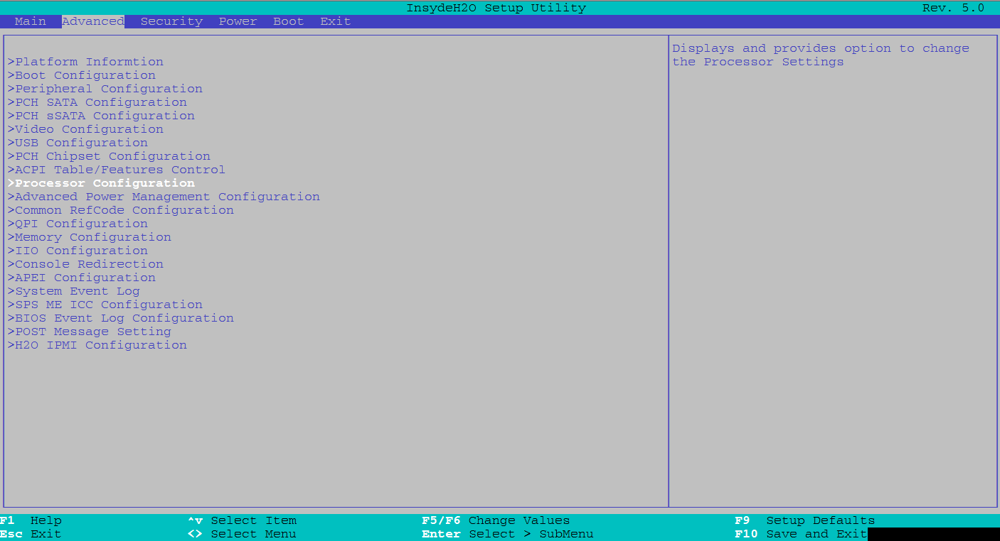 InsydeH2O Setup Utility Rev. 5.0
Main Advanced Security Power Boot Exit
>Platform Informtion
>Boot Configuration
>Peripheral Configuration
>PCH SATA Configuration
>PCH sSATA Configuration
>Video Configuration
>USB Configuration
>PCH Chipset Configuration
>ACPI Table/Features Control
>Processor Configuration
>Advanced Power Management Configuration
>Common RefCode Configuration
>QPI Configuration
>Memory Configuration
>IIO Configuration
>Console Redirection
>APEI Configuration
>System Event Log
>SPS ME ICC Configuration
>BIOS Event Log Configuration
>POST Message Setting
>H2O IPMI Configuration
Displays and provides option to change
the Processor Settings
F1 Help ^v Select Item F5/F6 Change Values F9 Setup Defaults
Esc Exit <> Select Menu Enter Select > SubMenu F10 Save and Exit